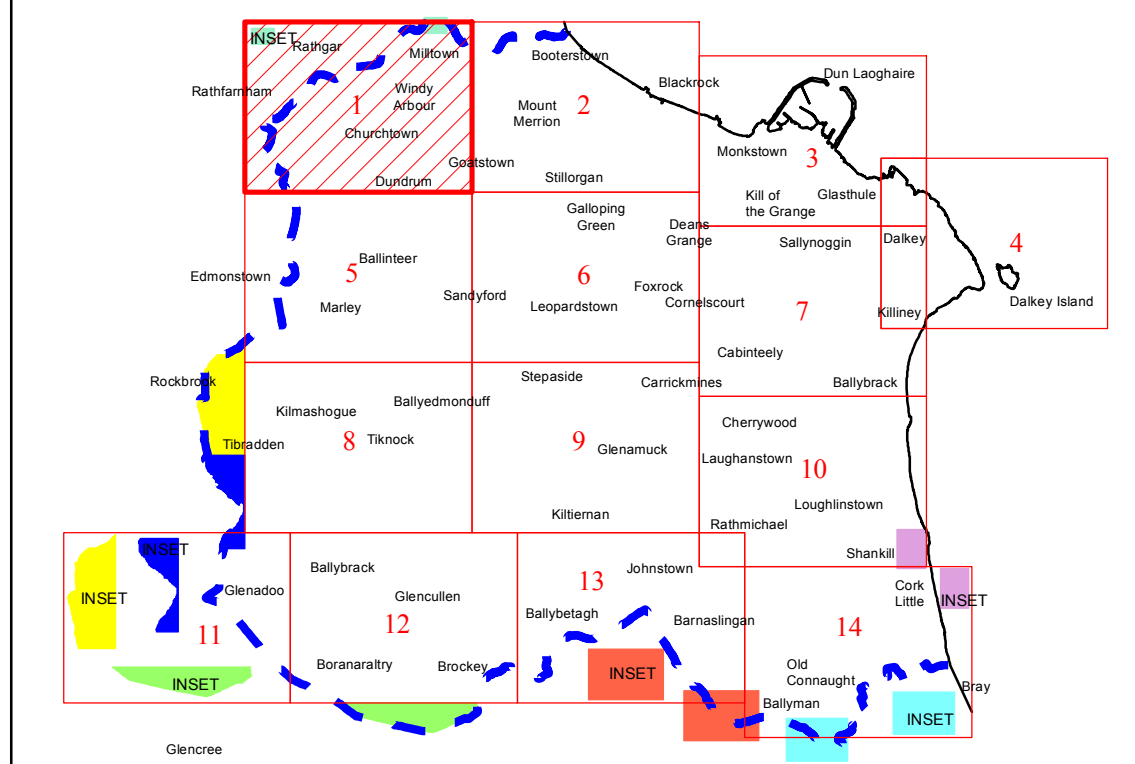 INSET
Rathgar
Milltown
Booterstown
Rathfarnham
1
Windy
Arbour
Churchtown
Goatstown
Dundrum
Mount
Merrion
2
Stillorgan
Blackrock
Dun Laoghaire
Monkstown
3
Kill of
the Grange
Glasthule
4
Dalkey Island
Edmonstown
5
Ballinteer
Marley
Sandyford
Galloping
Green
6
Leopardstown
Foxrock
Deans
Grange
Sallynoggin
Dalkey
Cornelscourt
7
Killiney
Cabinteely
Ballybrack
Rockbrook
Tibradden
Kilmashogue
Ballyedmonduff
8
Tiknock
Stepaside
Carrickmines
9
Glenamuck
Kiltiernan
Cherrywood
Laughanstown
10
Loughlinstown
Rathmichael
Shankill
INSET
INSET
Glenadoo
11
INSET
Ballybrack
Glencullen
12
Boranaraltry
Brockey
13
Johnstown
Ballybetagh
Barnaslingan
INSET
Cork
Little
INSET
14
Old
Connaught
Ballyman
Bray
INSET
Glencree